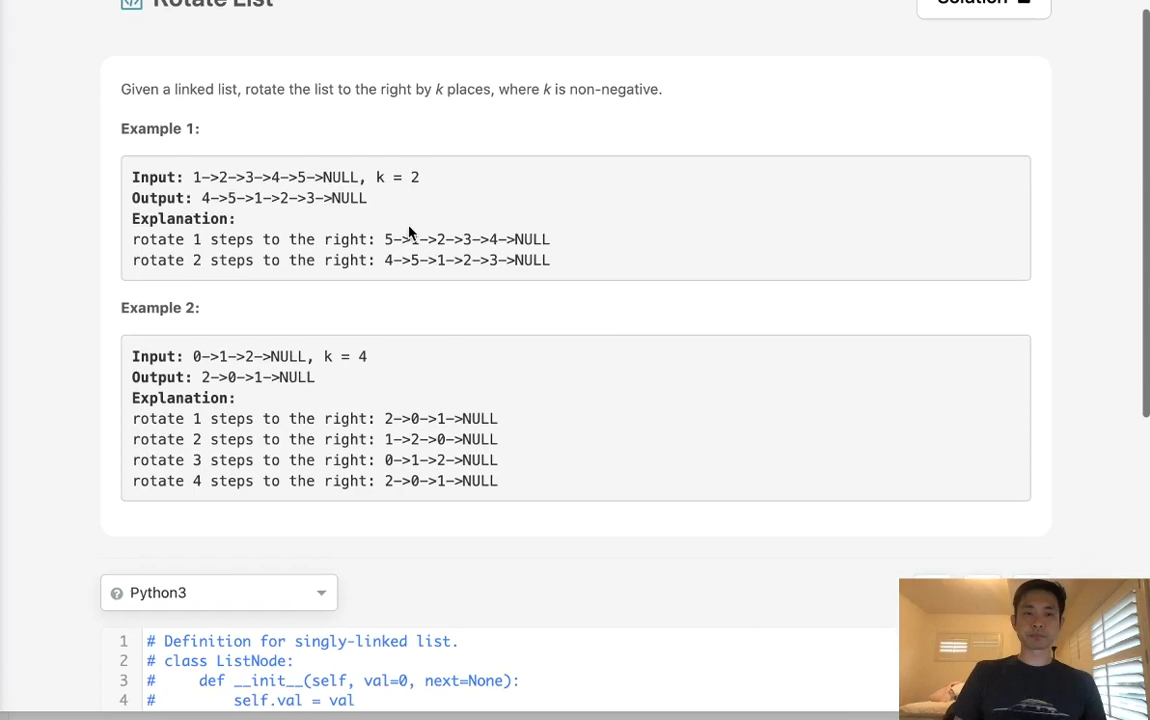 Rotate List
Solution
Given a linked list, rotate the list to the right by k places, where k is non-negative.
Example 1:
Input: 1->2->3->4->5->NULL, k = 2
Output: 4->5->1->2->3->NULL
Explanation:
rotate 1 steps to the right: 5->1->2->3->4->NULL
rotate 2 steps to the right: 4->5->1->2->3->NULL
Example 2:
Input: 0->1->2->NULL, k = 4
Output: 2->0->1->NULL
Explanation:
rotate 1 steps to the right: 2->0->1->NULL
rotate 2 steps to the right: 1->2->0->NULL
rotate 3 steps to the right: 0->1->2->NULL
rotate 4 steps to the right: 2->0->1->NULL
Python3
1 # Definition for singly-linked list.
2 # class ListNode:
3 #     def __init__(self, val=0, next=None):
4 #         self.val = val